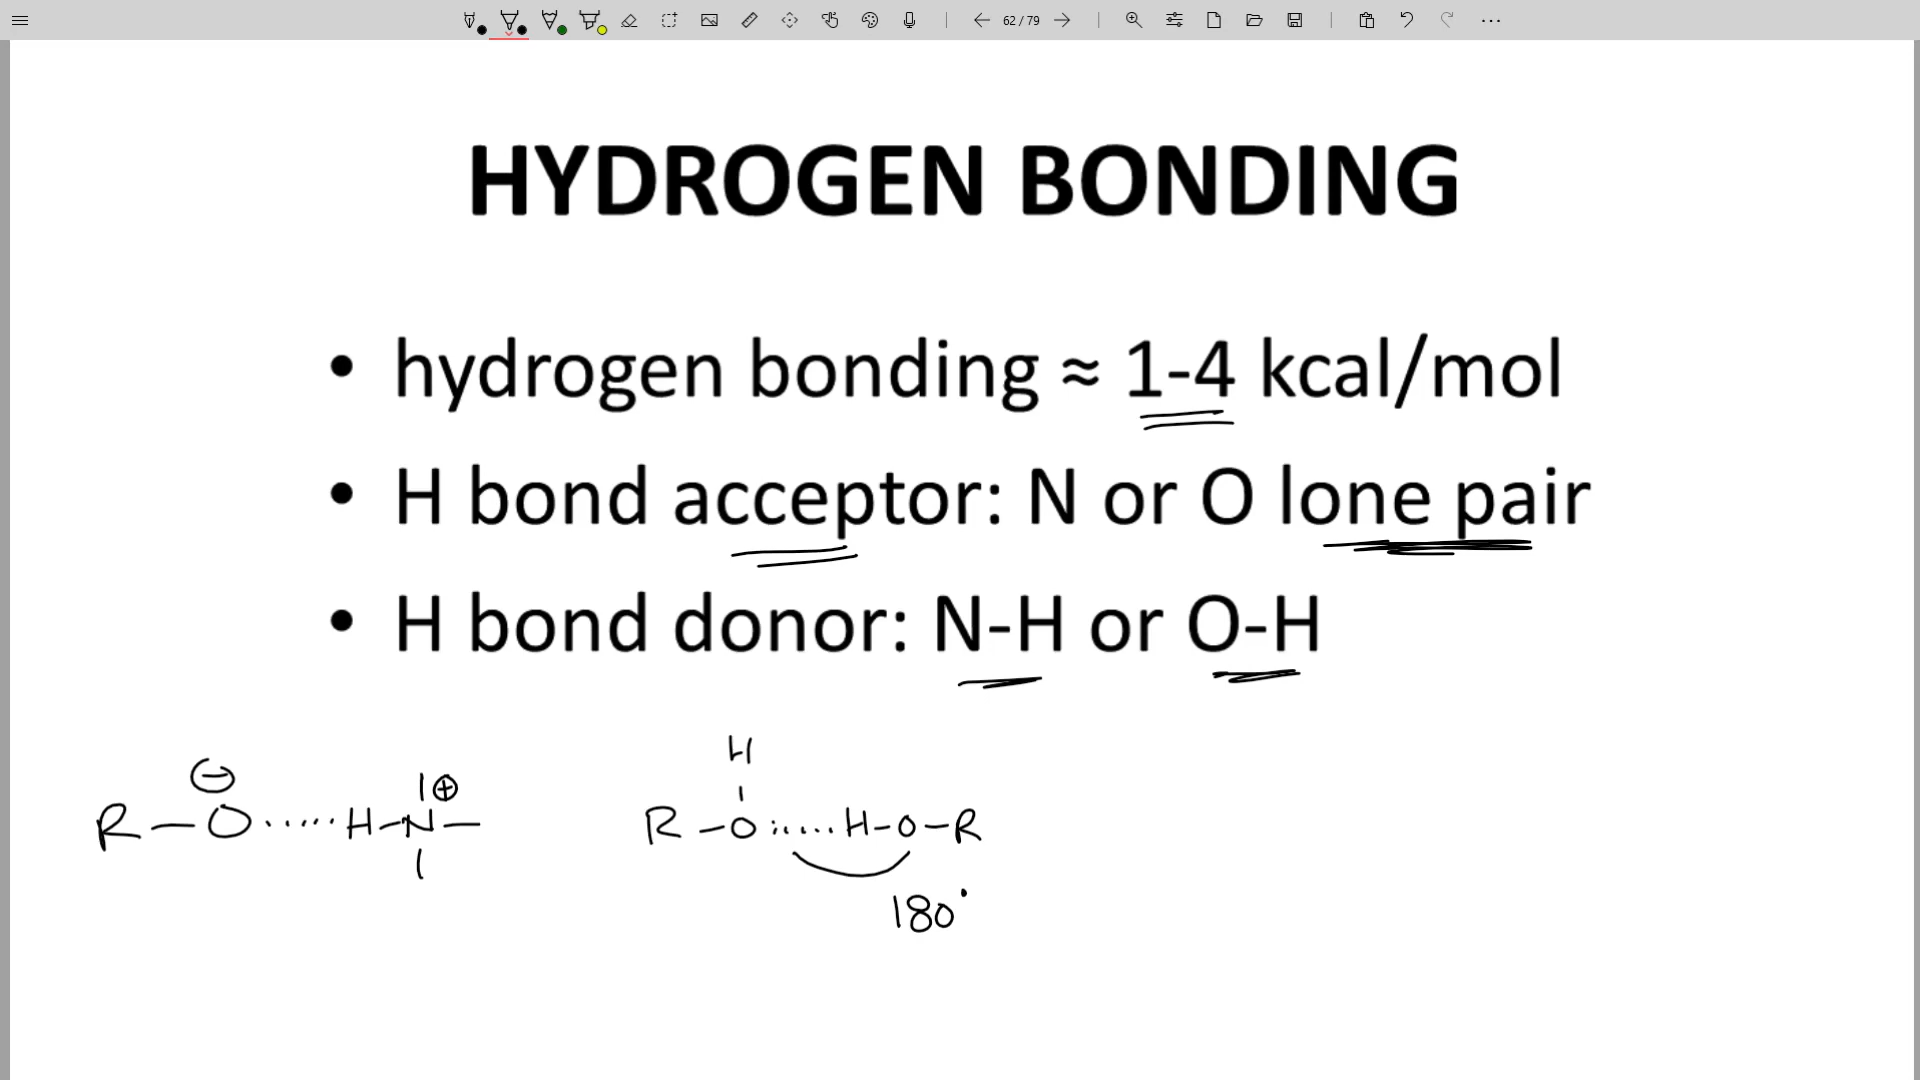 62 / 79
HYDROGEN BONDING
• hydrogen bonding ≈ 1-4 kcal/mol
• H bond acceptor: N or O lone pair
• H bond donor: N-H or O-H
R—O⊖.....H-N⊕—
H
R-O.....H-O-R
180°